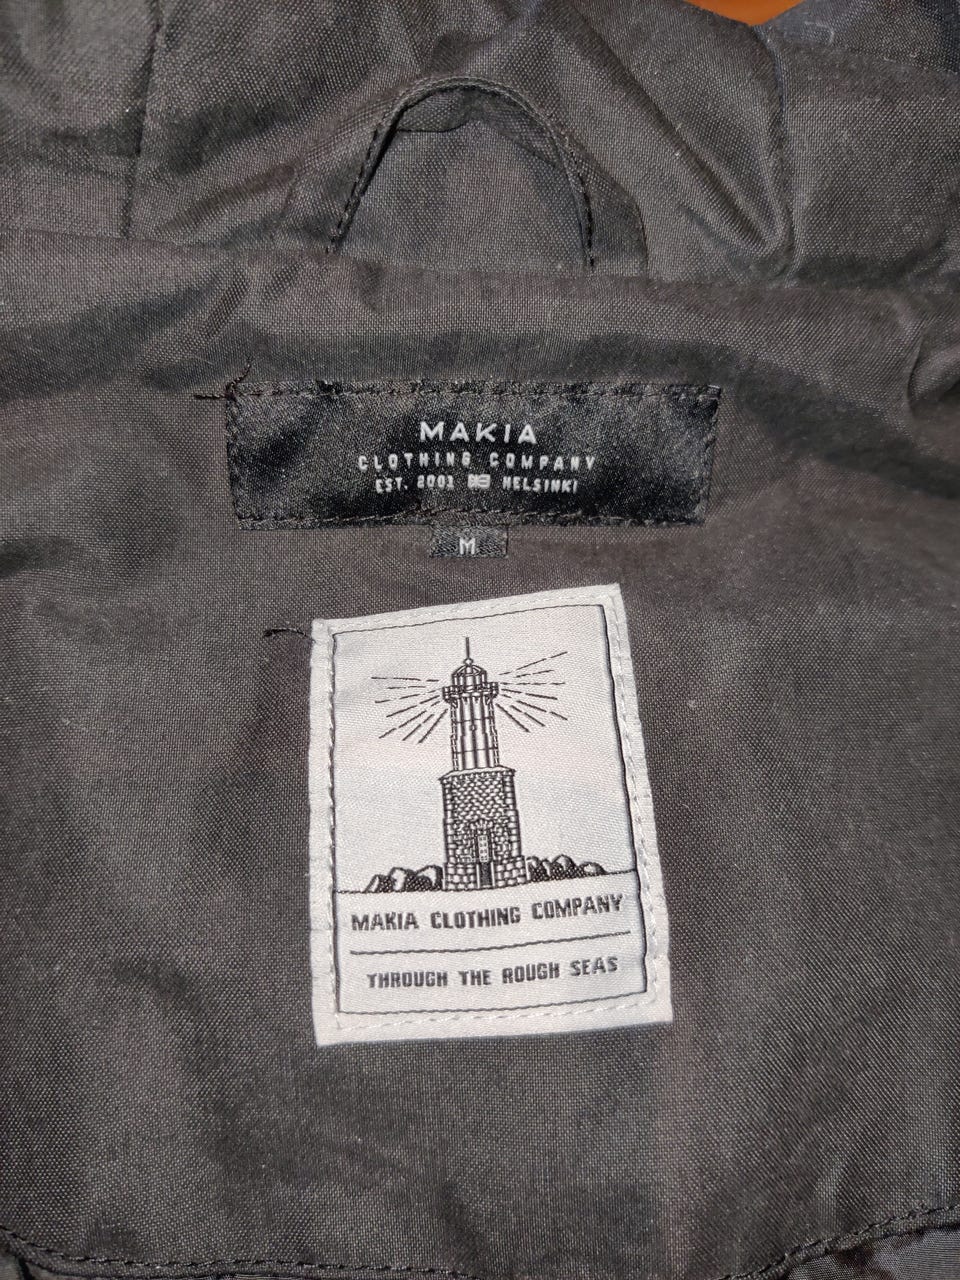 MAKIA
CLOTHING COMPANY
EST. 2001 HELSINKI
M
MAKIA CLOTHING COMPANY
THROUGH THE ROUGH SEAS